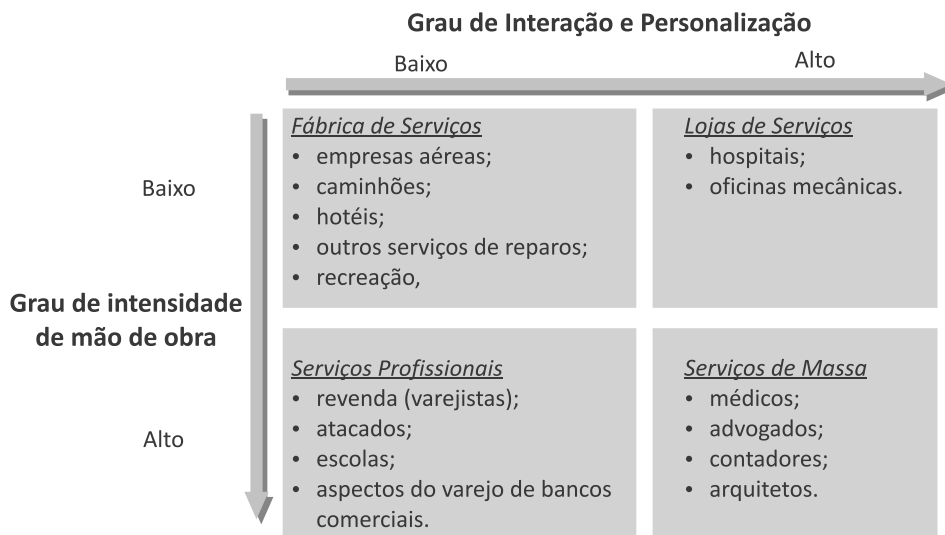 Grau de Interação e Personalização
Baixo
Alto
Fábrica de Serviços
• empresas aéreas;
• caminhões;
• hotéis;
• outros serviços de reparos;
• recreação,
Lojas de Serviços
• hospitais;
• oficinas mecânicas.
Baixo
Grau de intensidade
de mão de obra
Alto
Serviços Profissionais
• revenda (varejistas);
• atacados;
• escolas;
• aspectos do varejo de bancos
comerciais.
Serviços de Massa
• médicos;
• advogados;
• contadores;
• arquitetos.